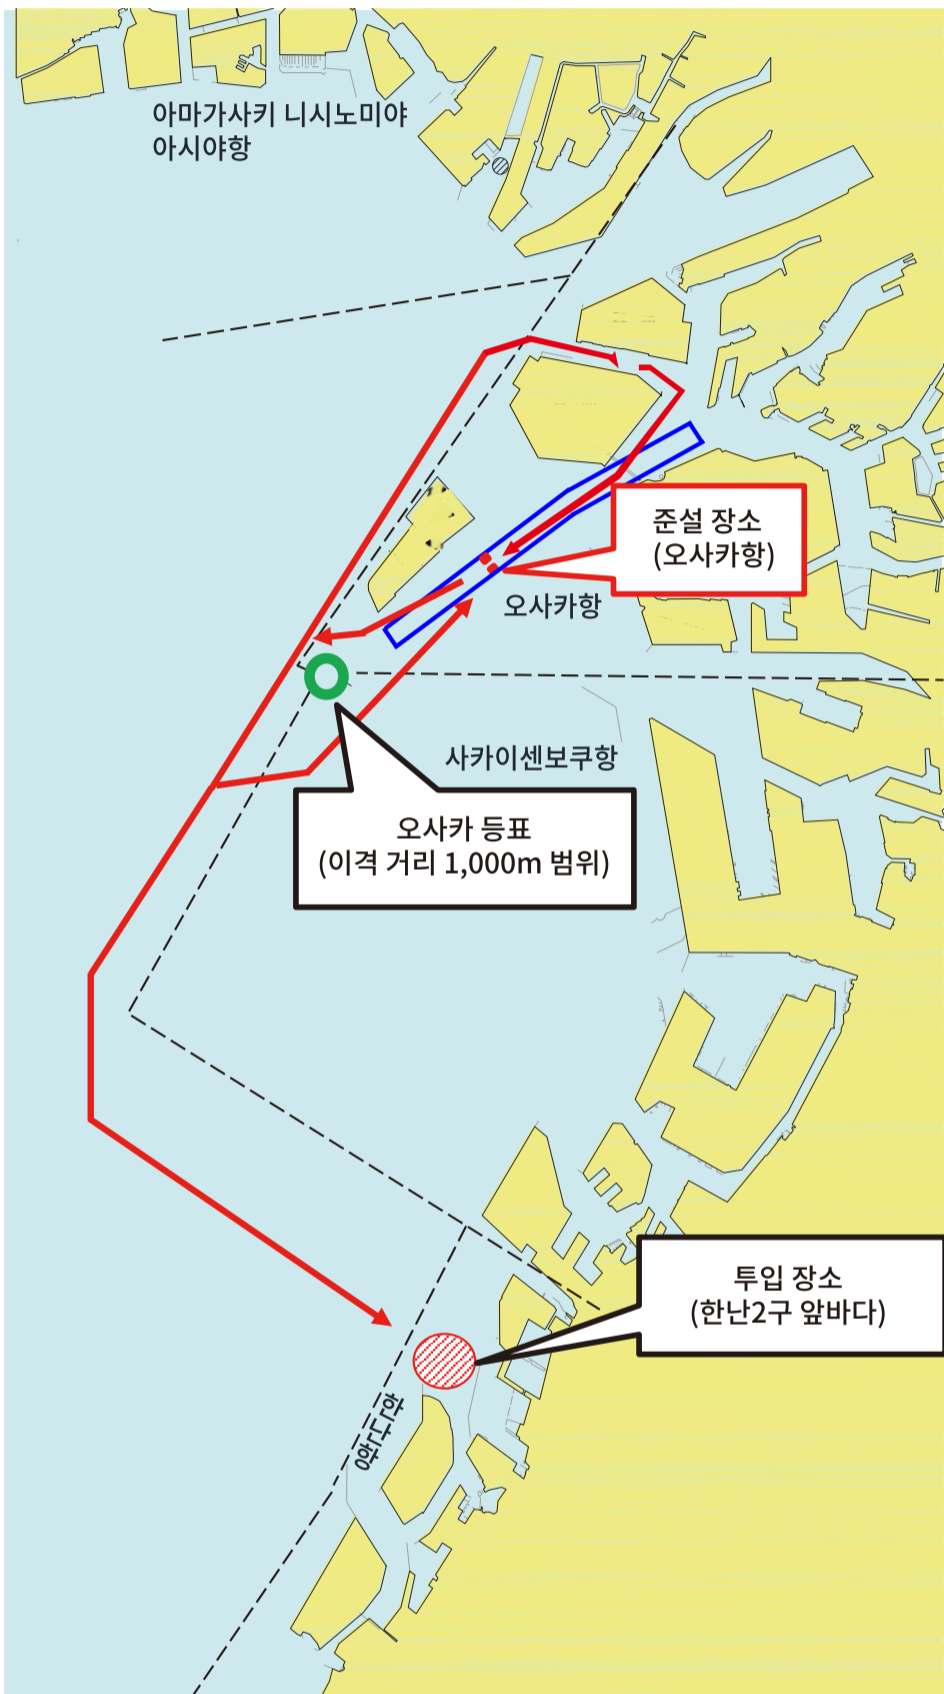 아마가사키 니시노미야
아시야항
준설 장소
(오사카항)
오사카항
사카이센보쿠항
오사카 등표
(이격 거리 1,000m 범위)
투입 장소
(한난2구 앞바다)
한난항